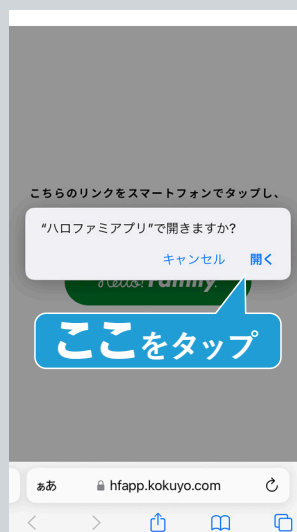 こちらのリンクをスマートフォンでタップし、
“ハロファミアプリ”で開きますか?
キャンセル 開く
Hello! Family.
ここをタップ
ぁあ hfapp.kokuyo.com